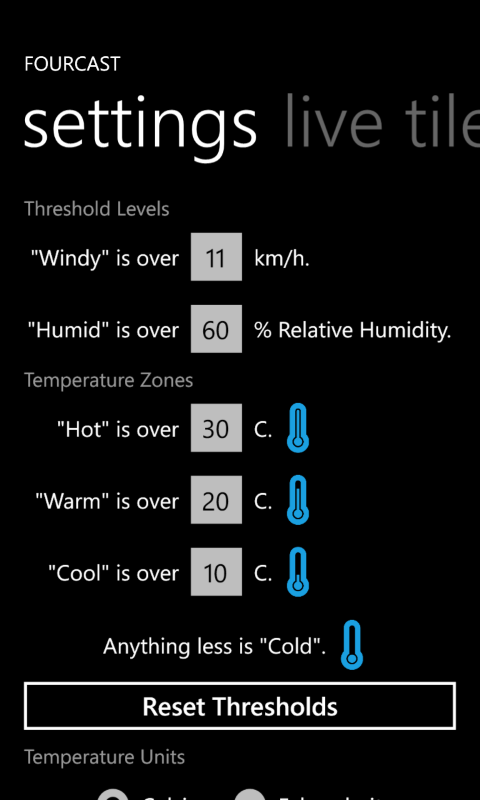 FOURCAST
settings live tile
Threshold Levels
"Windy" is over 11 km/h.
"Humid" is over 60 % Relative Humidity.
Temperature Zones
"Hot" is over 30 C.
"Warm" is over 20 C.
"Cool" is over 10 C.
Anything less is "Cold".
Reset Thresholds
Temperature Units